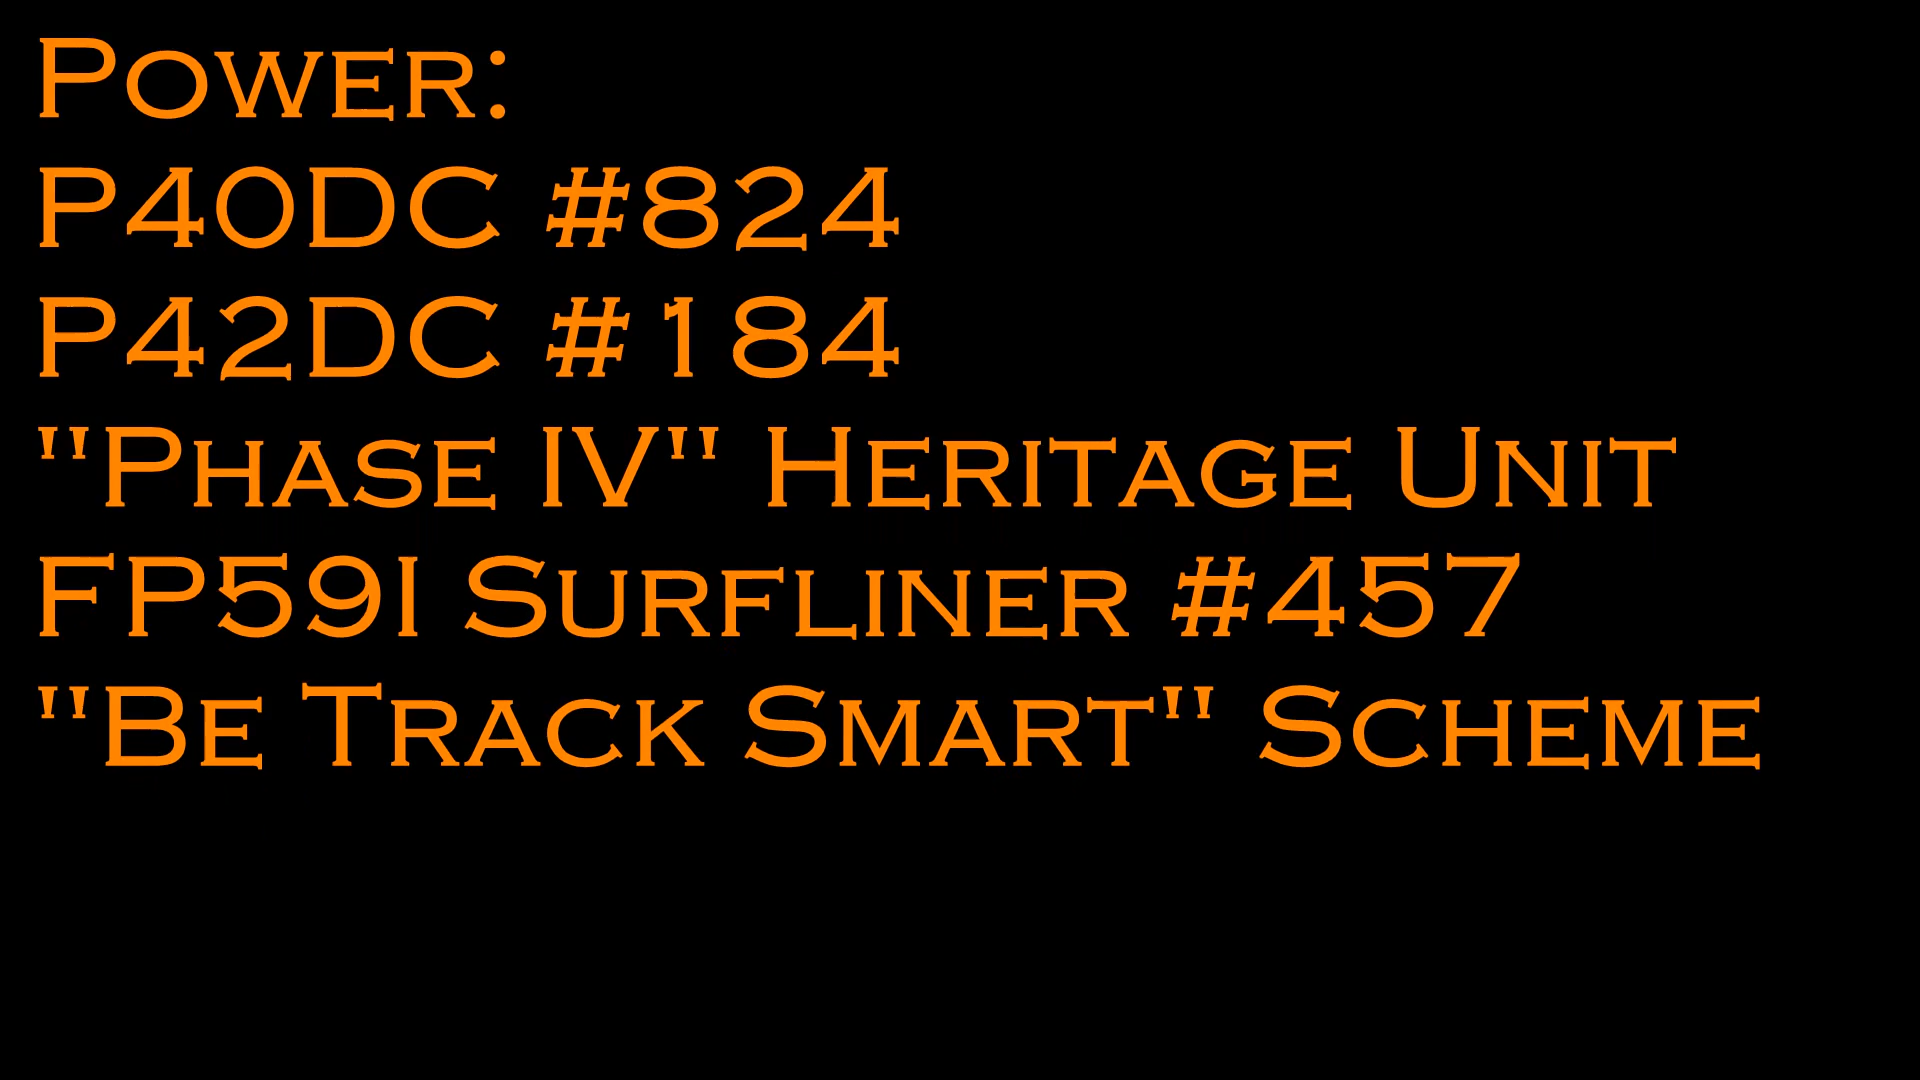 Power:
P40DC #824
P42DC #184
"Phase IV" Heritage Unit
FP59I Surfliner #457
"Be Track Smart" Scheme